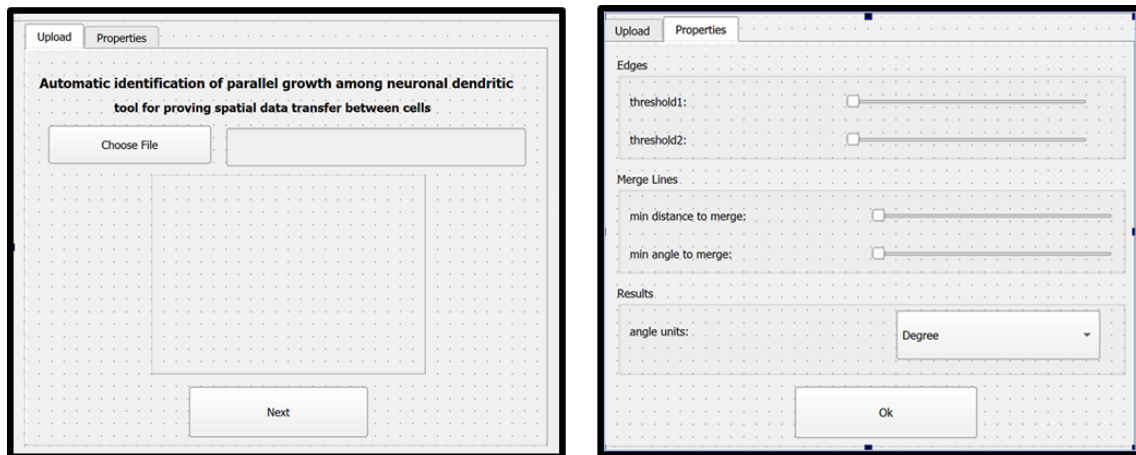 Upload
Properties
Automatic identification of parallel growth among neuronal dendritic
tool for proving spatial data transfer between cells
Choose File
Next
Upload
Properties
Edges
threshold1:
threshold2:
Merge Lines
min distance to merge:
min angle to merge:
Results
angle units:
Degree
Ok